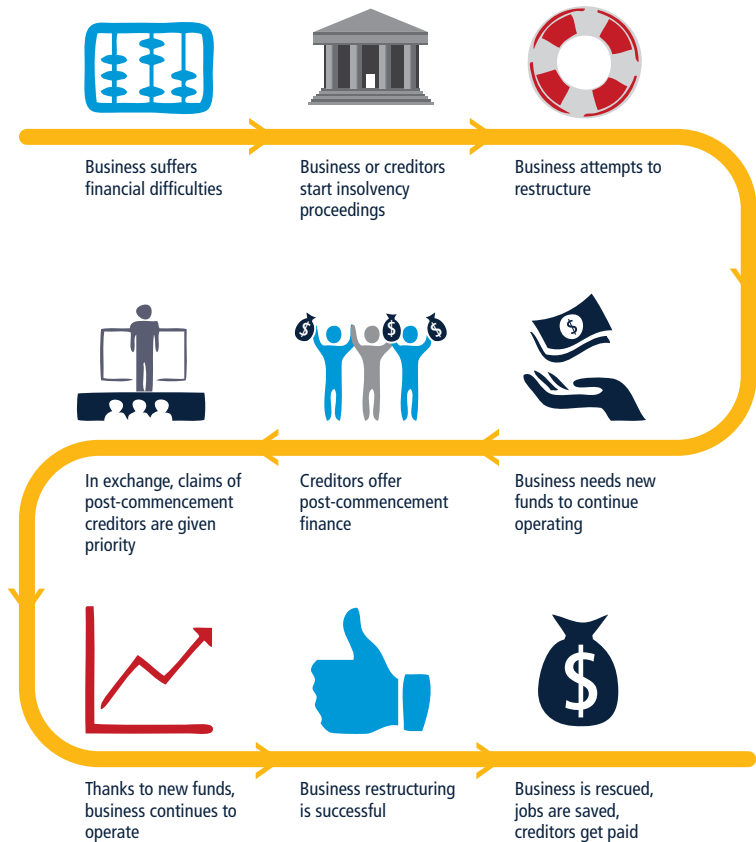 Business suffers
financial difficulties
Business or creditors
start insolvency
proceedings
Business attempts to
restructure
$
$
$
$
Business needs new
funds to continue
operating
Creditors offer
post-commencement
finance
In exchange, claims of
post-commencement
creditors are given
priority
$
Thanks to new funds,
business continues to
operate
Business restructuring
is successful
Business is rescued,
jobs are saved,
creditors get paid